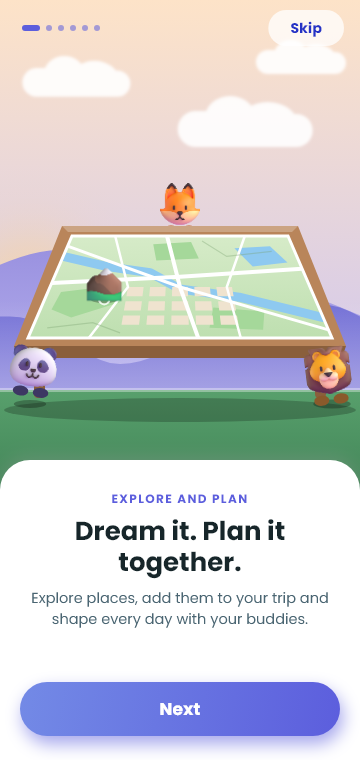 Skip
EXPLORE AND PLAN
Dream it. Plan it
together.
Explore places, add them to your trip and
shape every day with your buddies.
Next